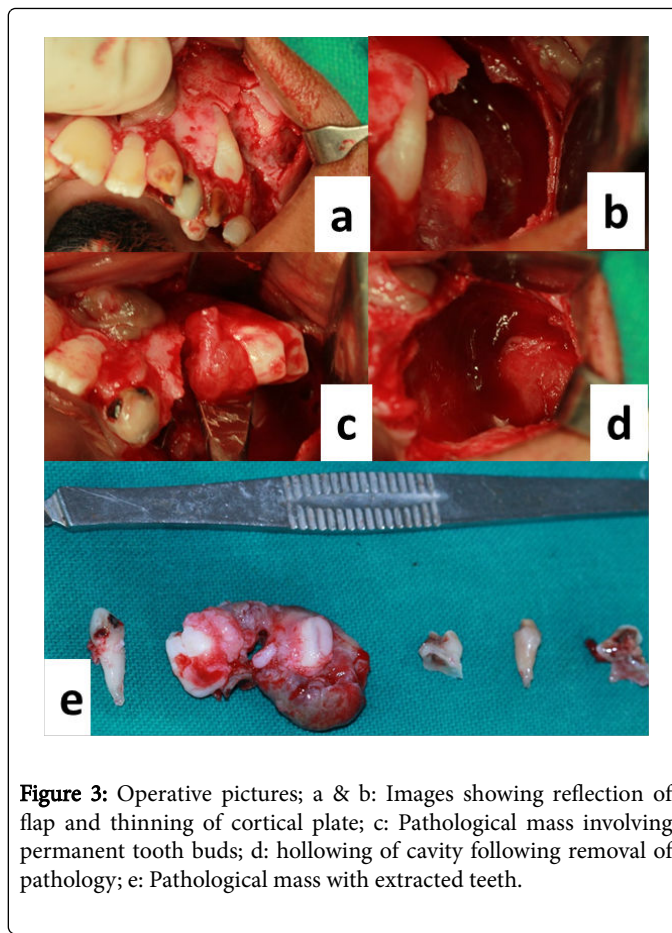 a
b
c
d
e
Figure 3: Operative pictures; a & b: Images showing reflection of
flap and thinning of cortical plate; c: Pathological mass involving
permanent tooth buds; d: hollowing of cavity following removal of
pathology; e: Pathological mass with extracted teeth.